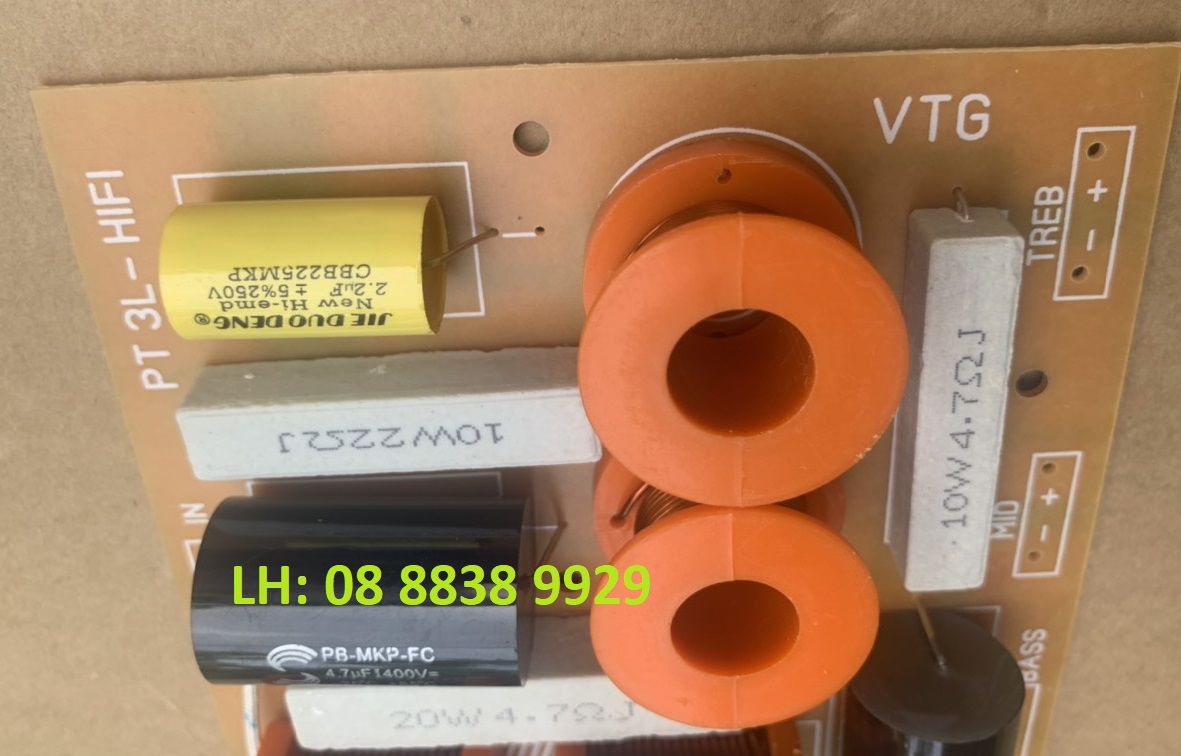 VTG
PT 3L-HIFI
TREB
- +
JIE DUO DENG®
New Hi-emd
2.2µF ±5%250V
CBB225MKP
10W22ΩJ
10W4.7ΩJ
MID
- +
IN
LH: 08 8838 9929
PB-MKP-FC
4.7µF 400V=
BASS
20W4.7ΩJ